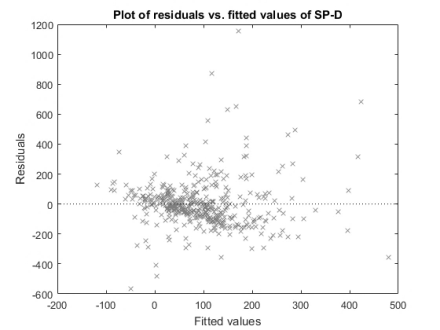 Plot of residuals vs. fitted values of SP-D
1200
1000
800
600
400
200
0
-200
-400
-600
Residuals
-200 -100 0 100 200 300 400 500
Fitted values